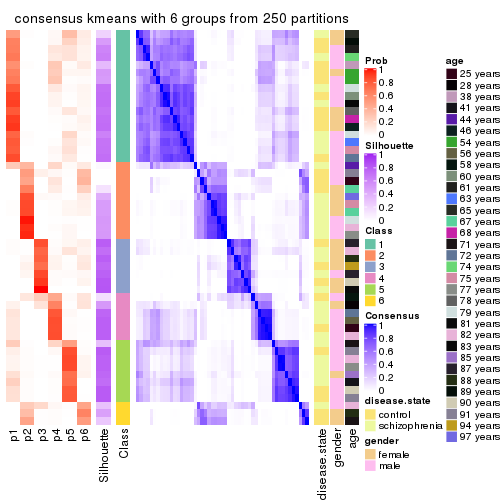 consensus kmeans with 6 groups from 250 partitions
Prob
1
0.8
0.6
0.4
0.2
0
Silhouette
1
0.8
0.6
0.4
0.2
0
Class
1
2
3
4
5
6
Consensus
1
0.8
0.6
0.4
0.2
0
disease.state
control
schizophrenia
gender
female
male
age
25 years
28 years
38 years
41 years
44 years
46 years
54 years
56 years
58 years
60 years
61 years
63 years
65 years
67 years
68 years
71 years
72 years
74 years
75 years
77 years
78 years
79 years
81 years
82 years
83 years
85 years
87 years
88 years
89 years
90 years
91 years
94 years
97 years
p1
p2
p3
p4
p5
p6
Silhouette
Class
disease.state
gender
age